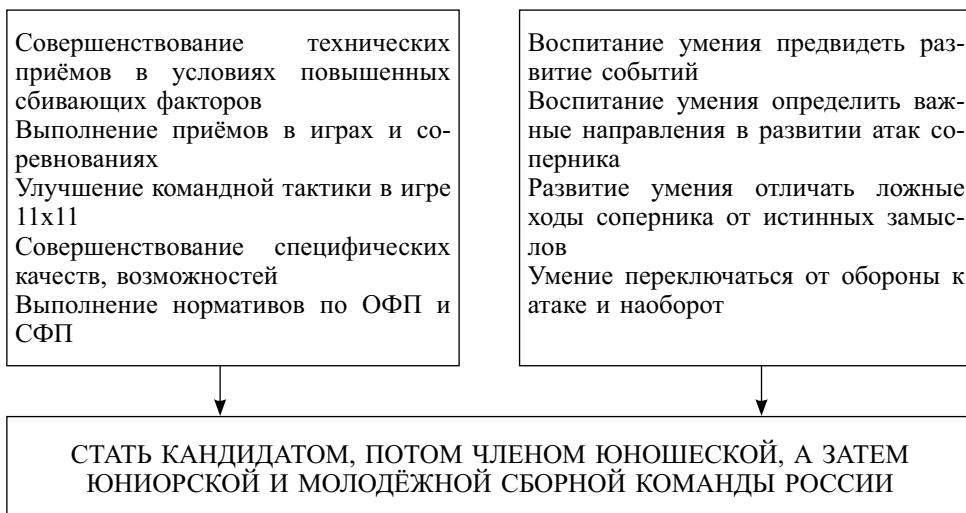 Совершенствование технических
приёмов в условиях повышенных
сбивающих факторов
Выполнение приёмов в играх и со-
ревнованиях
Улучшение командной тактики в игре
11х11
Совершенствование специфических
качеств, возможностей
Выполнение нормативов по ОФП и
СФП
Воспитание умения предвидеть раз-
витие событий
Воспитание умения определить важ-
ные направления в развитии атак со-
перника
Развитие умения отличать ложные
ходы соперника от истинных замыс-
лов
Умение переключаться от обороны к
атаке и наоборот
СТАТЬ КАНДИДАТОМ, ПОТОМ ЧЛЕНОМ ЮНОШЕСКОЙ, А ЗАТЕМ
ЮНИОРСКОЙ И МОЛОДЁЖНОЙ СБОРНОЙ КОМАНДЫ РОССИИ